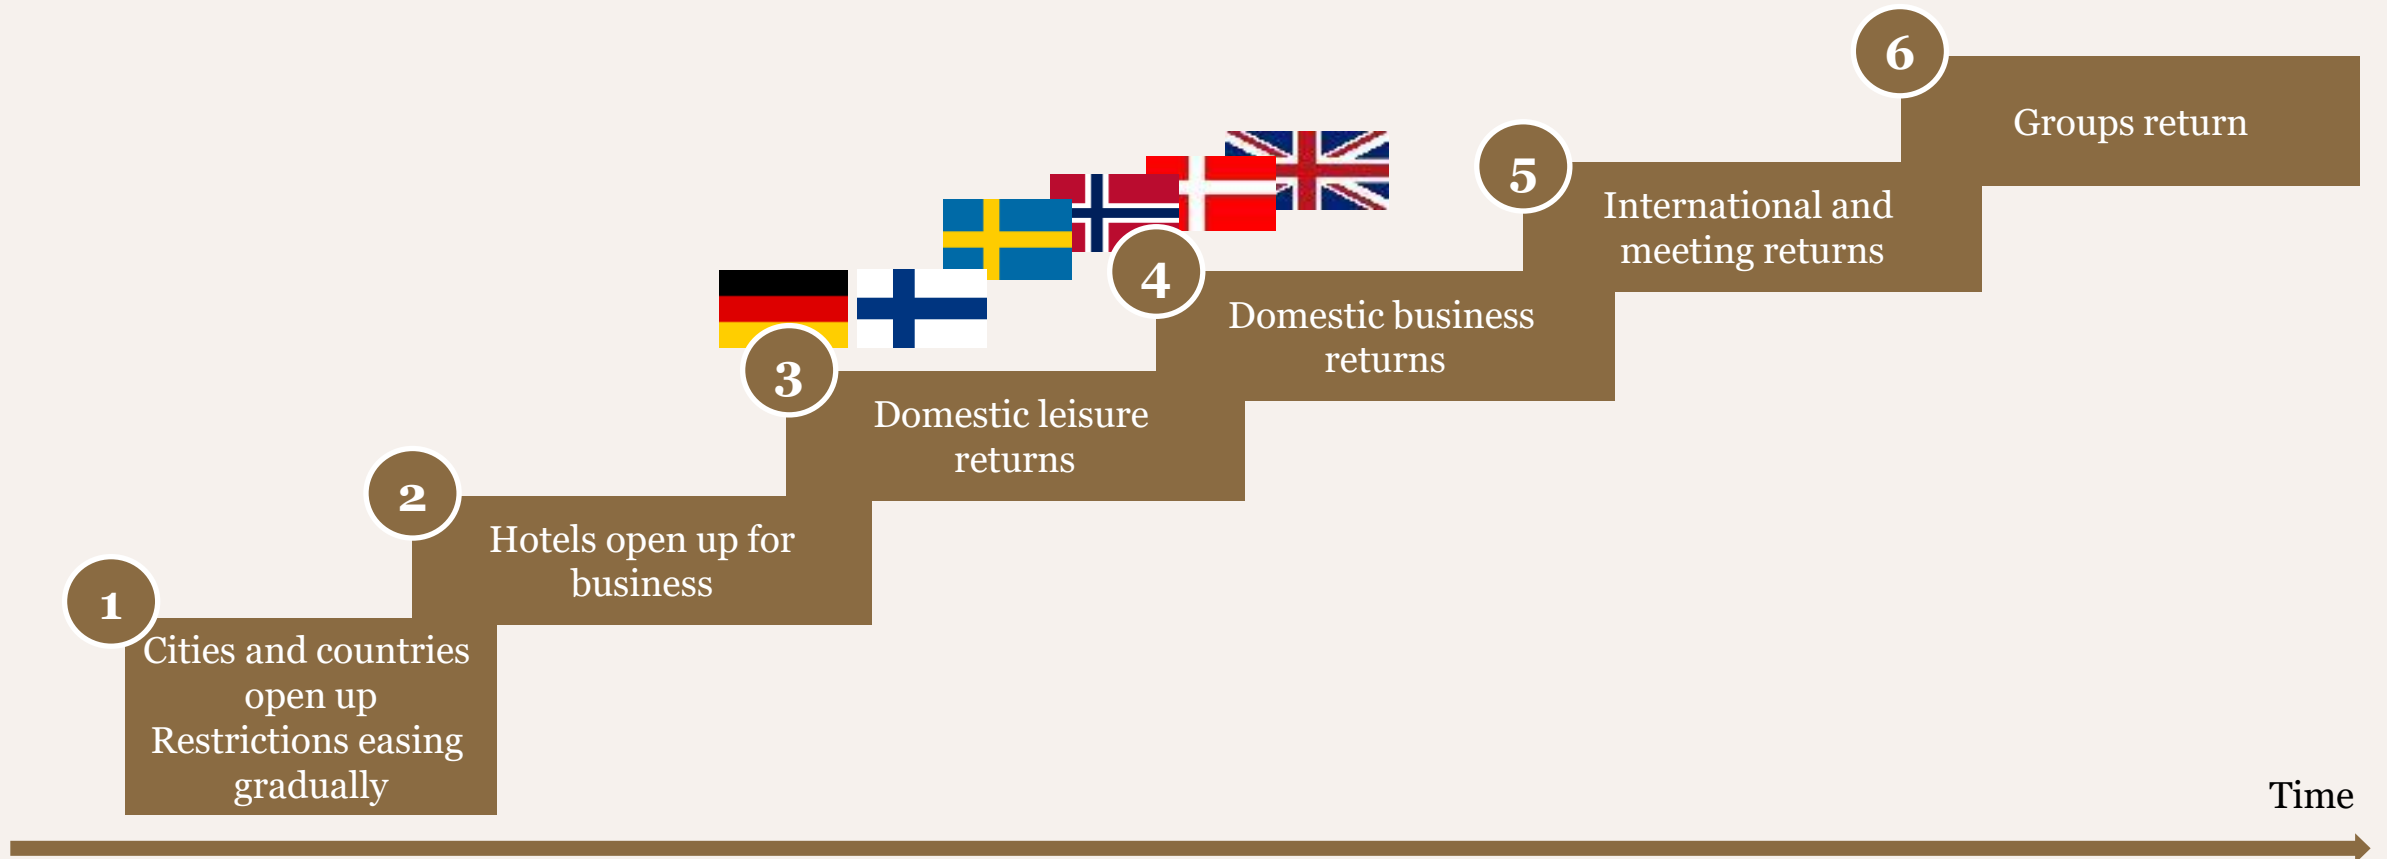 1
Cities and countries
open up
Restrictions easing
gradually
2
Hotels open up for
business
3
Domestic leisure
returns
4
Domestic business
returns
5
International and
meeting returns
6
Groups return
Time